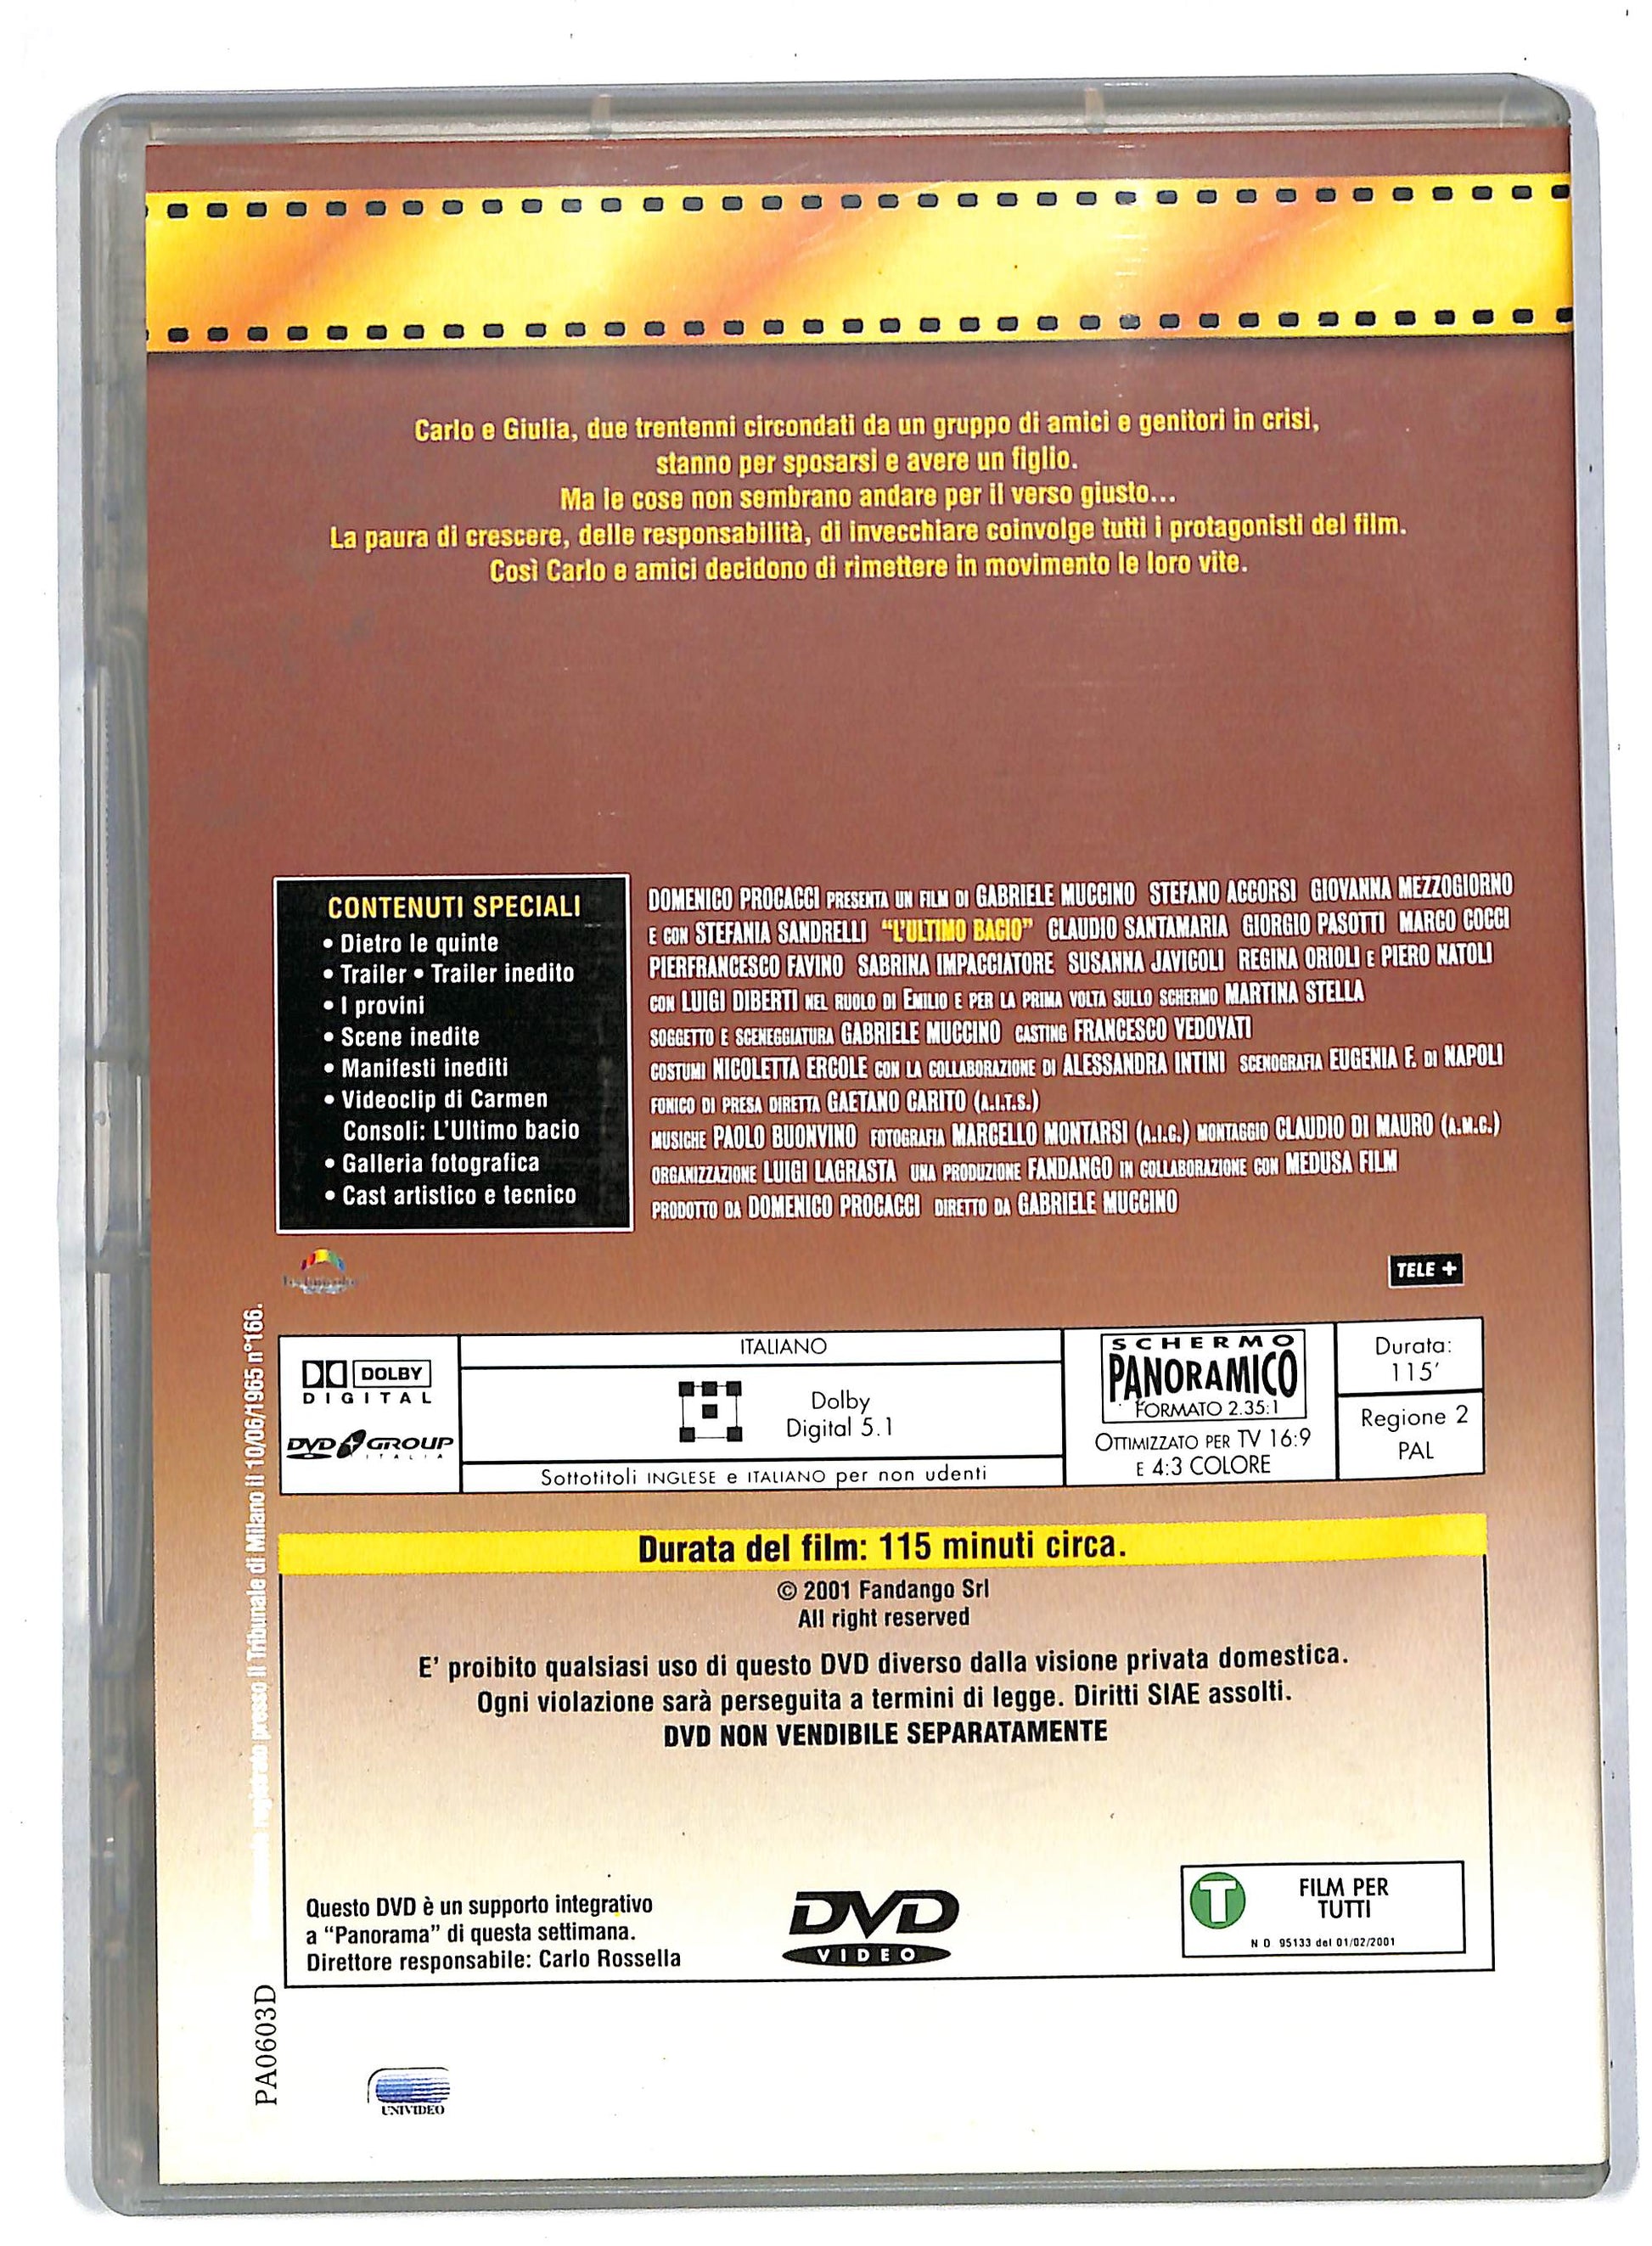 Carlo e Giulia, due trentenni circondati da un gruppo di amici e genitori in crisi,
stanno per sposarsi e avere un figlio.
Ma le cose non sembrano andare per il verso giusto...
La paura di crescere, delle responsabilità, di invecchiare coinvolge tutti i protagonisti del film.
Così Carlo e amici decidono di rimettere in movimento le loro vite.
CONTENUTI SPECIALI
• Dietro le quinte
• Trailer • Trailer inedito
• I provini
• Scene inedite
• Manifesti inediti
• Videoclip di Carmen
Consoli: L'Ultimo bacio
• Galleria fotografica
• Cast artistico e tecnico
DOMENICO PROCACCI PRESENTA UN FILM DI GABRIELE MUCCINO STEFANO ACCORSI GIOVANNA MEZZOGIORNO
E CON STEFANIA SANDRELLI "L'ULTIMO BACIO" CLAUDIO SANTAMARIA GIORGIO PASOTTI MARCO COCCI
PIERFRANCESCO FAVINO SABRINA IMPACCIATORE SUSANNA JAVICOLI REGINA ORIOLI E PIERO NATOLI
CON LUIGI DIBERTI NEL RUOLO DI EMILIO E PER LA PRIMA VOLTA SULLO SCHERMO MARTINA STELLA
SOGGETTO E SCENEGGIATURA GABRIELE MUCCINO CASTING FRANCESCO VEDOVATI
COSTUMI NICOLETTA ERCOLE CON LA COLLABORAZIONE DI ALESSANDRA INTINI SCENOGRAFIA EUGENIA F. DI NAPOLI
FONICO DI PRESA DIRETTA GAETANO CARITO (A.I.T.S.)
MUSICHE PAOLO BUONVINO FOTOGRAFIA MARCELLO MONTARSI (A.I.C.) MONTAGGIO CLAUDIO DI MAURO (A.M.C.)
ORGANIZZAZIONE LUIGI LAGRASTA UNA PRODUZIONE FANDANGO IN COLLABORAZIONE CON MEDUSA FILM
PRODOTTO DA DOMENICO PROCACCI DIRETTO DA GABRIELE MUCCINO
TELE +
DOLBY
DIGITAL
DVD GROUP
ITALIA
ITALIANO
Dolby
Digital 5.1
Sottotitoli INGLESE e ITALIANO per non udenti
SCHERMO
PANORAMICO
FORMATO 2.35:1
OTTIMIZZATO PER TV 16:9
E 4:3 COLORE
Durata:
115'
Regione 2
PAL
Durata del film: 115 minuti circa.
© 2001 Fandango Srl
All right reserved
E' proibito qualsiasi uso di questo DVD diverso dalla visione privata domestica.
Ogni violazione sarà perseguita a termini di legge. Diritti SIAE assolti.
DVD NON VENDIBILE SEPARATAMENTE
Questo DVD è un supporto integrativo
a "Panorama" di questa settimana.
Direttore responsabile: Carlo Rossella
DVD
VIDEO
T
FILM PER
TUTTI
N O 95133 del 01/02/2001
registrato presso il Tribunale di Milano il 10/06/1965 n°166.
PA0603D
UNIVIDEO